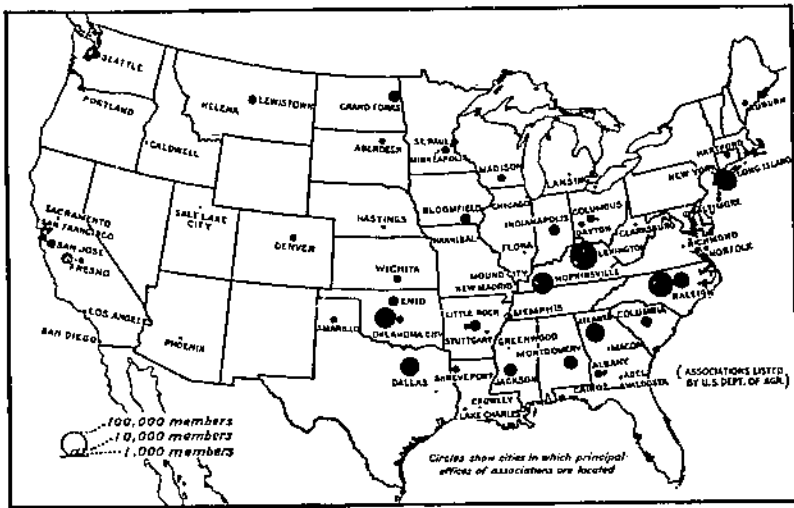 SEATTLE
PORTLAND
HELENA
LEWISTOWN
CALDWELL
GRAND FORKS
ABERDEEN
ST. PAUL
MINNEAPOLIS
MADISON
LANSING
AUBURN
HARTFORD
NEW YORK
LONG ISLAND
BALTIMORE
SACRAMENTO
SAN FRANCISCO
SAN JOSE
FRESNO
SALT LAKE
CITY
DENVER
HASTINGS
BLOOMFIELD
CHICAGO
HANNIBAL
INDIANAPOLIS
COLUMBUS
DAYTON
CLARKSBURG
RICHMOND
NORFOLK
FLORA
LEXINGTON
MOUND CITY
NEW MADRID
HOPKINSVILLE
WICHITA
ENID
OKLAHOMA CITY
AMARILLO
LOS ANGELES
SAN DIEGO
PHOENIX
LITTLE ROCK
STUTTGART
MEMPHIS
RALEIGH
ATLANTA
COLUMBIA
GREENWOOD
MONTGOMERY
MACON
ALBANY
CAIRO
ADEL
VALDOSTA
DALLAS
SHREVEPORT
JACKSON
CROWLEY
LAKE CHARLES
(ASSOCIATIONS LISTED
BY U.S. DEPT. OF AGR.)
100,000 members
10,000 members
1,000 members
Circles show cities in which principal
offices of associations are located